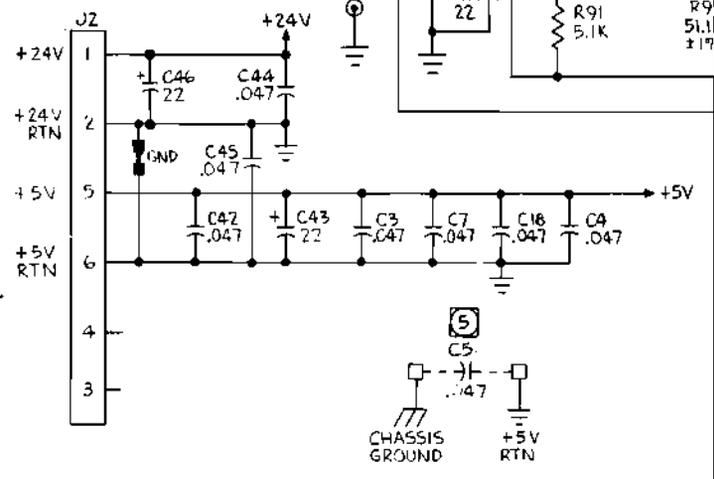 J2
+24V
22
R91
5.1K
51.1
+24V
1
+
C46
22
C44
.047
+24V
RTN
2
GND
C45
.047
+5V
5
+5V
C42
.047
+
C43
22
C3
.047
C7
.047
C18
.047
C4
.047
+5V
RTN
6
4
3
5
C5
.047
CHASSIS
GROUND
+5V
RTN